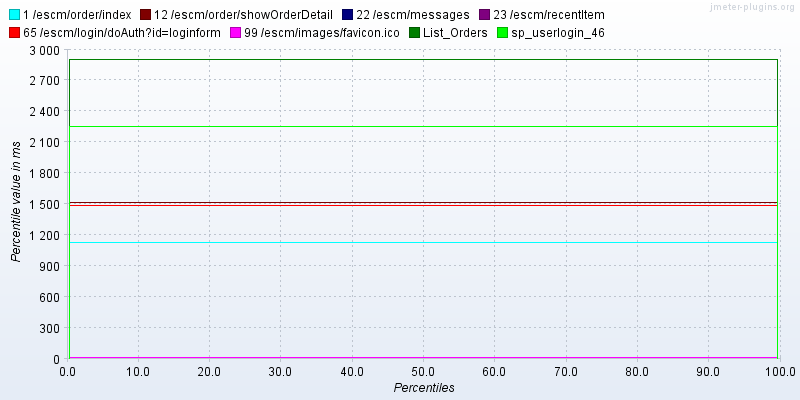 jmeter-plugins.org
1 /escm/order/index 12 /escm/order/showOrderDetail 22 /escm/messages 23 /escm/recentItem
65 /escm/login/doAuth?id=loginform 99 /escm/images/favicon.ico List_Orders sp_userlogin_46
3 000
2 700
2 400
2 100
1 800
1 500
1 200
900
600
300
0
Percentile value in ms
0.0 10.0 20.0 30.0 40.0 50.0 60.0 70.0 80.0 90.0 100.0
Percentiles